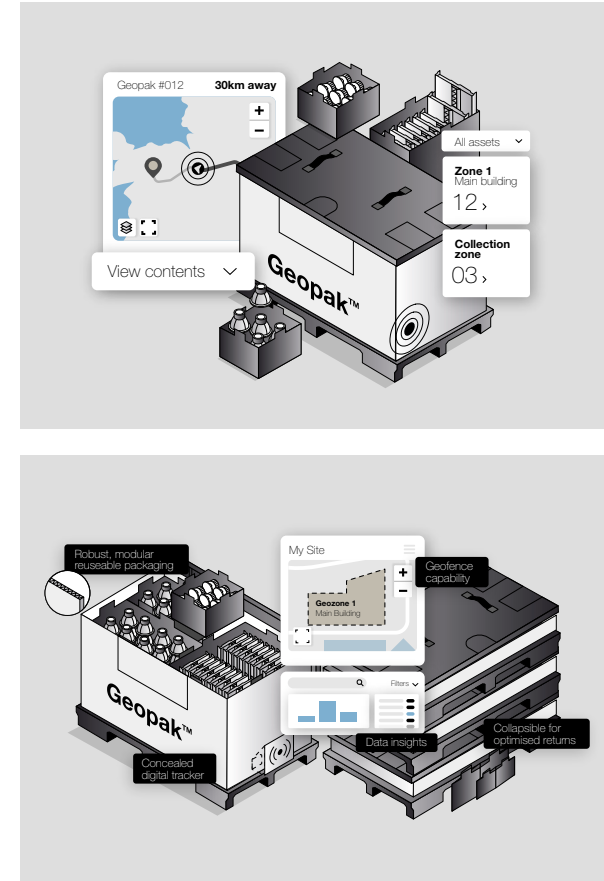 Geopak #012 30km away
+
−
All assets
Zone 1
Main building
12 ›
Collection
zone
03 ›
View contents
Geopak™
Robust, modular
reuseable packaging
My Site
Geofence
capability
+
−
Geozone 1
Main Building
Filters
Geopak™
Data insights
Collapsible for
optimised returns
Concealed
digital tracker